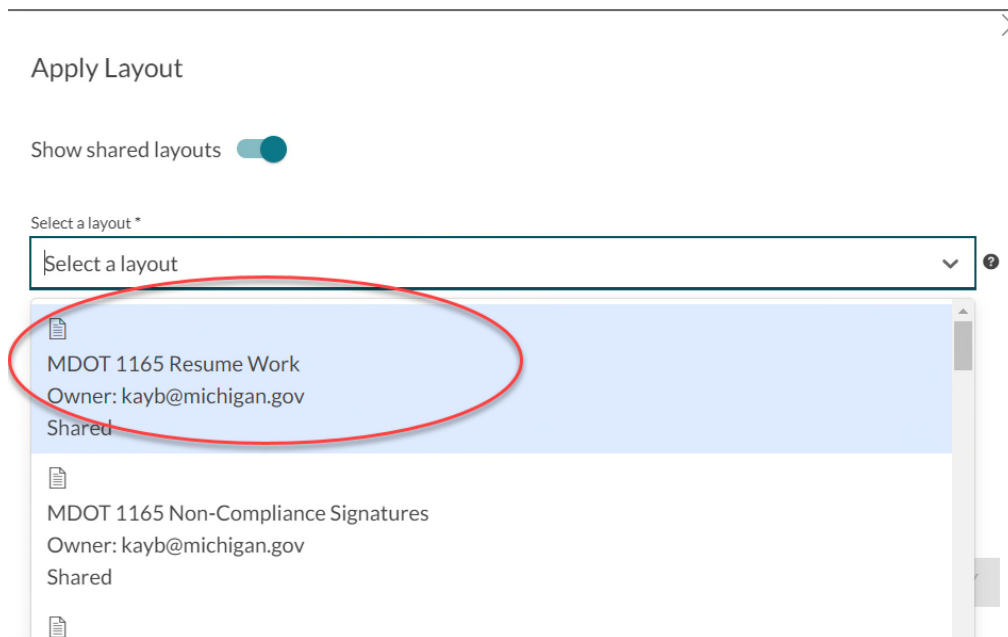 Apply Layout
Show shared layouts
Select a layout *
Select a layout
MDOT 1165 Resume Work
Owner: kayb@michigan.gov
Shared
MDOT 1165 Non-Compliance Signatures
Owner: kayb@michigan.gov
Shared